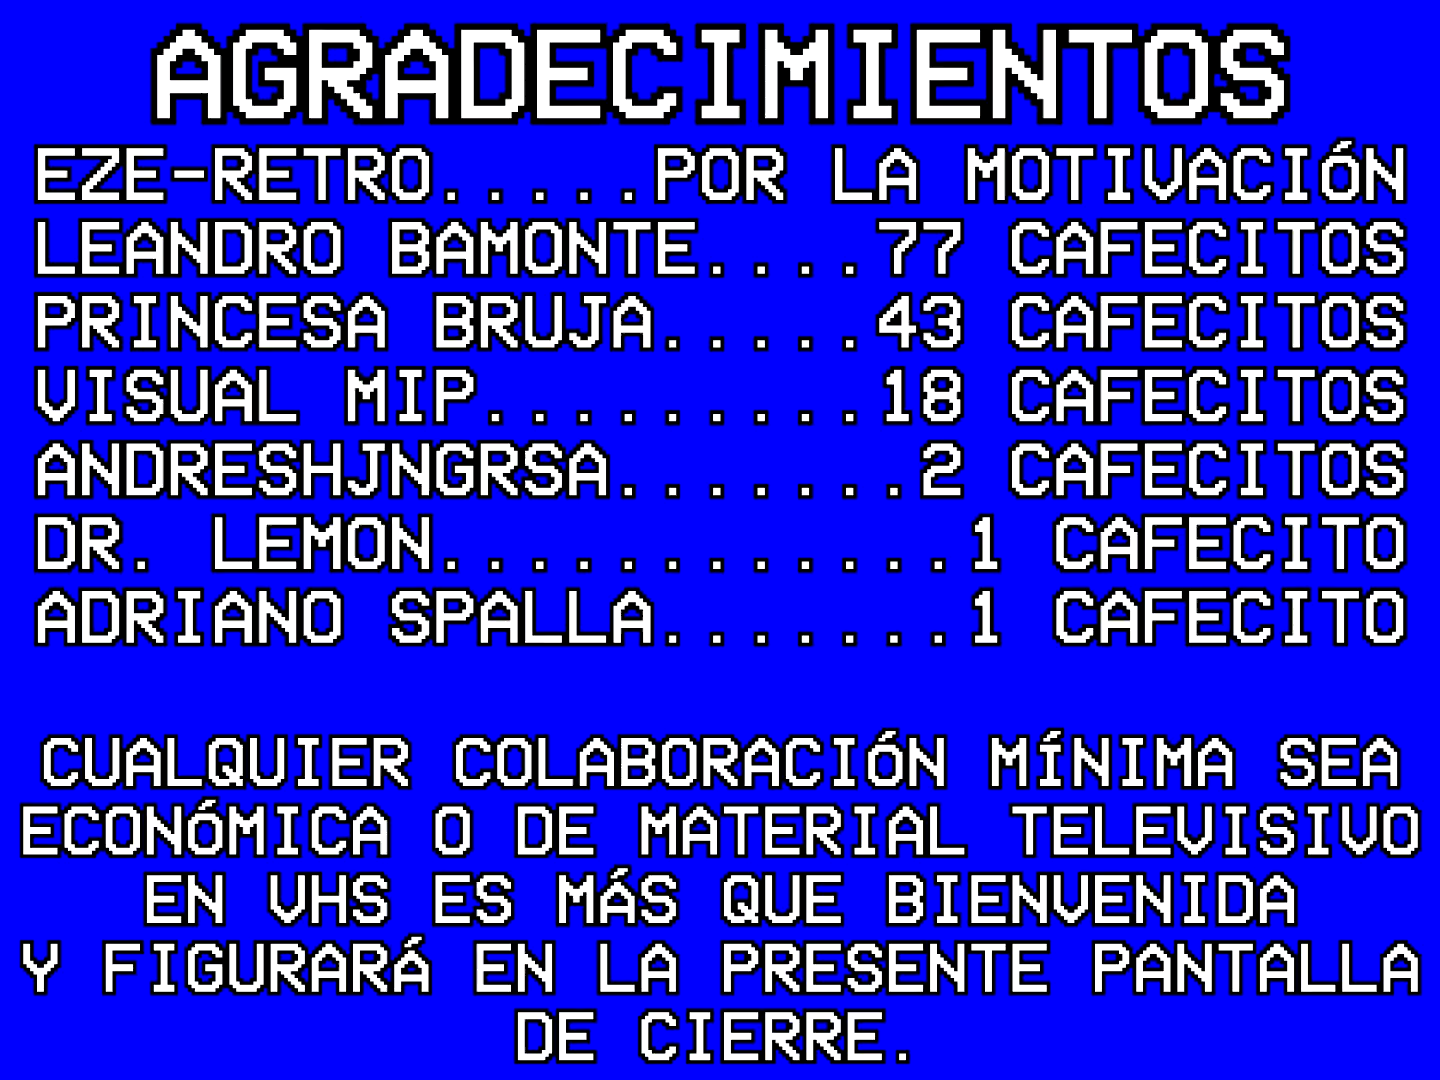 AGRADECIMIENTOS
EZE-RETRO.....POR LA MOTIVACIÓN
LEANDRO BAMONTE....77 CAFECITOS
PRINCESA BRUJA.....43 CAFECITOS
VISUAL MIP.........18 CAFECITOS
ANDRESHJNGRSA.......2 CAFECITOS
DR. LEMON............1 CAFECITO
ADRIANO SPALLA.......1 CAFECITO
CUALQUIER COLABORACIÓN MÍNIMA SEA
ECONÓMICA O DE MATERIAL TELEVISIVO
EN VHS ES MÁS QUE BIENVENIDA
Y FIGURARÁ EN LA PRESENTE PANTALLA
DE CIERRE.